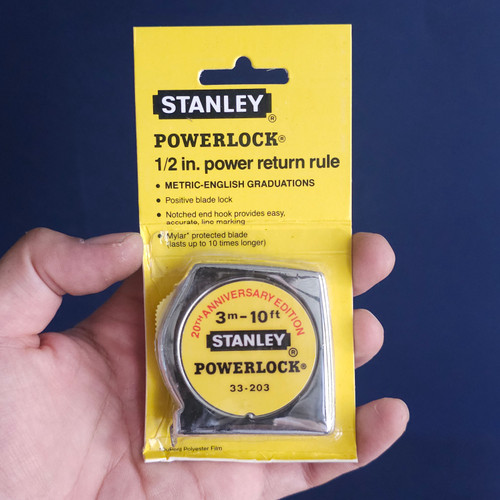 STANLEY®
POWERLOCK®
1/2 in. power return rule
• METRIC-ENGLISH GRADUATIONS
• Positive blade lock
• Notched end hook provides easy,
accurate, line marking
• Mylar* protected blade
(lasts up to 10 times longer)
20TH ANNIVERSARY EDITION
3m-10ft
STANLEY®
POWERLOCK®
33-203
Polyester Film